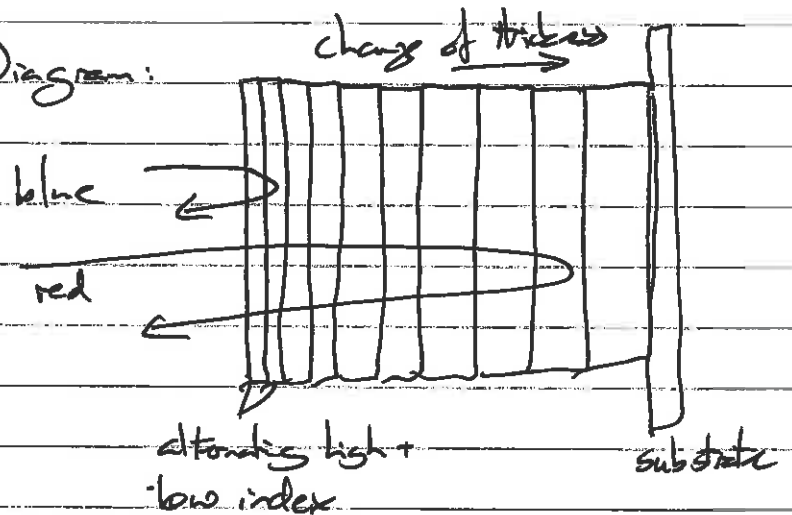 change of thickness
Diagram:
blue
red
alternating high +
low index
substrate